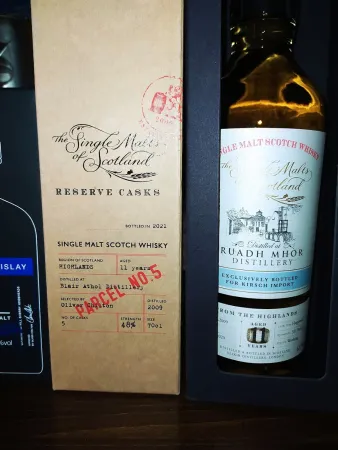 The Single Malts
of Scotland
RESERVE CASKS
BOTTLED IN 2021
SINGLE MALT SCOTCH WHISKY
REGION OF SCOTLAND
AGED
HIGHLANDS
11 years
DISTILLED AT
Blair Athol Distillery
SELECTED BY
DISTILLED
Oliver Chilton
2009
PARCEL NO.5
NO. OF CASKS
STRENGTH
SIZE
5
48%
70cl
ISLAY
SINGLE MALT SCOTCH WHISKY
The Single Malts
of Scotland
Distilled at
RUADH MHOR
DISTILLERY
EXCLUSIVELY BOTTLED
FOR KIRSCH IMPORT
FROM THE HIGHLANDS
AGED
11
YEARS